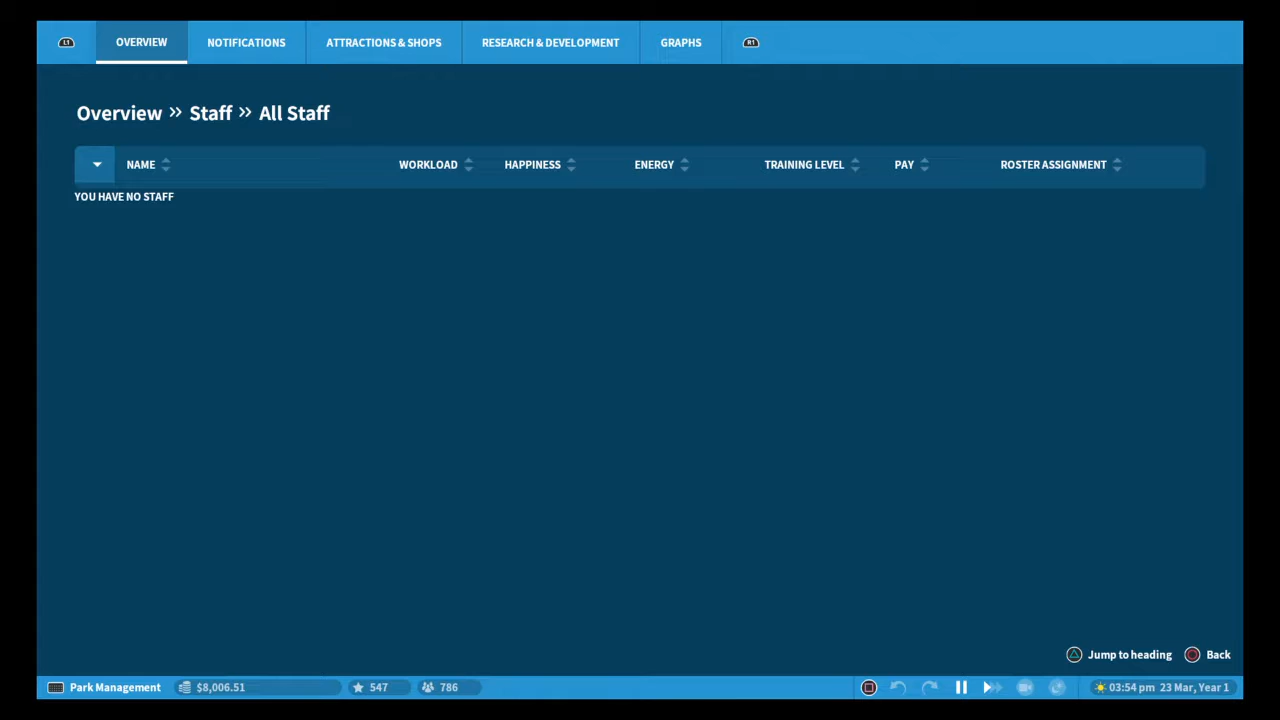 L1 OVERVIEW NOTIFICATIONS ATTRACTIONS & SHOPS RESEARCH & DEVELOPMENT GRAPHS R1
Overview » Staff » All Staff
NAME WORKLOAD HAPPINESS ENERGY TRAINING LEVEL PAY ROSTER ASSIGNMENT
YOU HAVE NO STAFF
Jump to heading Back
Park Management $8,006.51 547 786 03:54 pm 23 Mar, Year 1